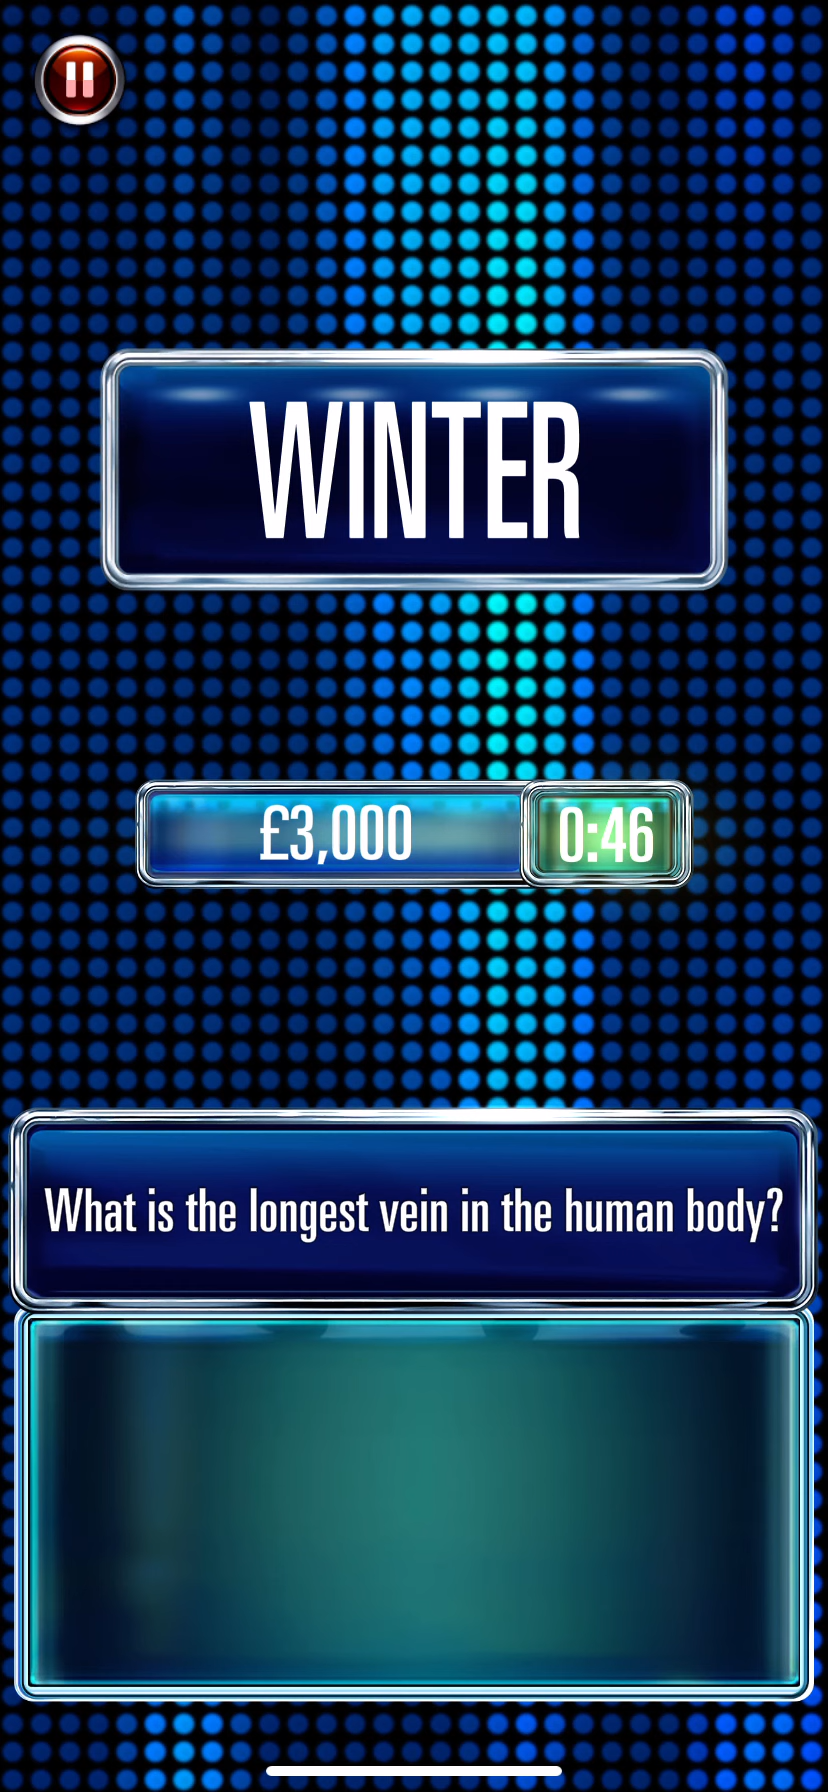 WINTER
£3,000
0:46
What is the longest vein in the human body?